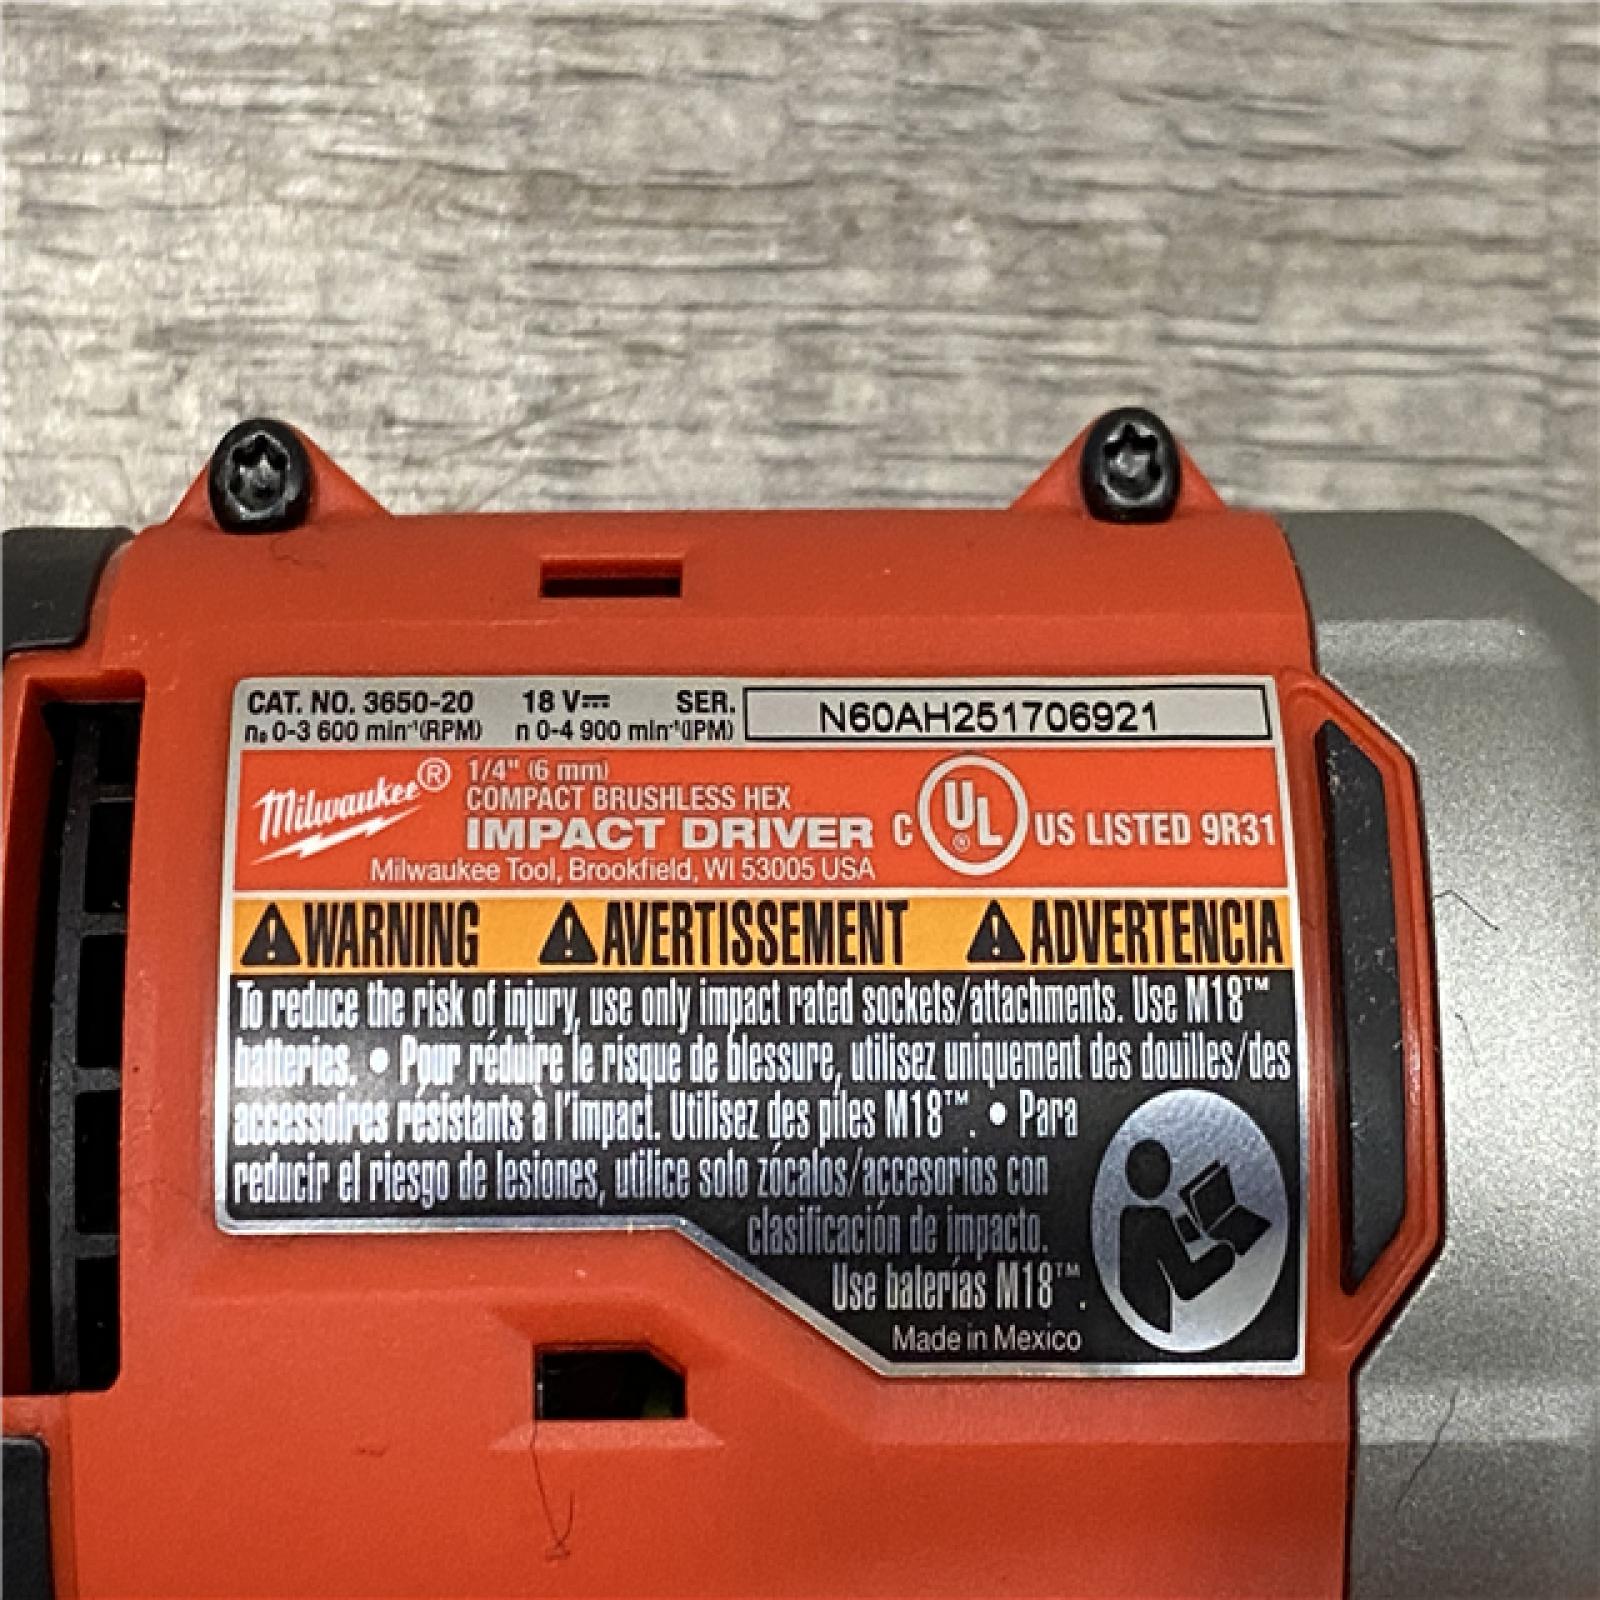 CAT. NO. 3650-20 18 V⎓ SER. N60AH251706921
n₀ 0-3 600 min⁻¹(RPM) n 0-4 900 min⁻¹(IPM)
Milwaukee®
1/4" (6 mm)
COMPACT BRUSHLESS HEX
IMPACT DRIVER
Milwaukee Tool, Brookfield, WI 53005 USA
C UL® US LISTED 9R31
⚠WARNING ⚠AVERTISSEMENT ⚠ADVERTENCIA
To reduce the risk of injury, use only impact rated sockets/attachments. Use M18™
batteries. • Pour réduire le risque de blessure, utilisez uniquement des douilles/des
accessoires résistants à l'impact. Utilisez des piles M18™. • Para
reducir el riesgo de lesiones, utilice solo zócalos/accesorios con
clasificación de impacto.
Use baterías M18™.
Made in Mexico